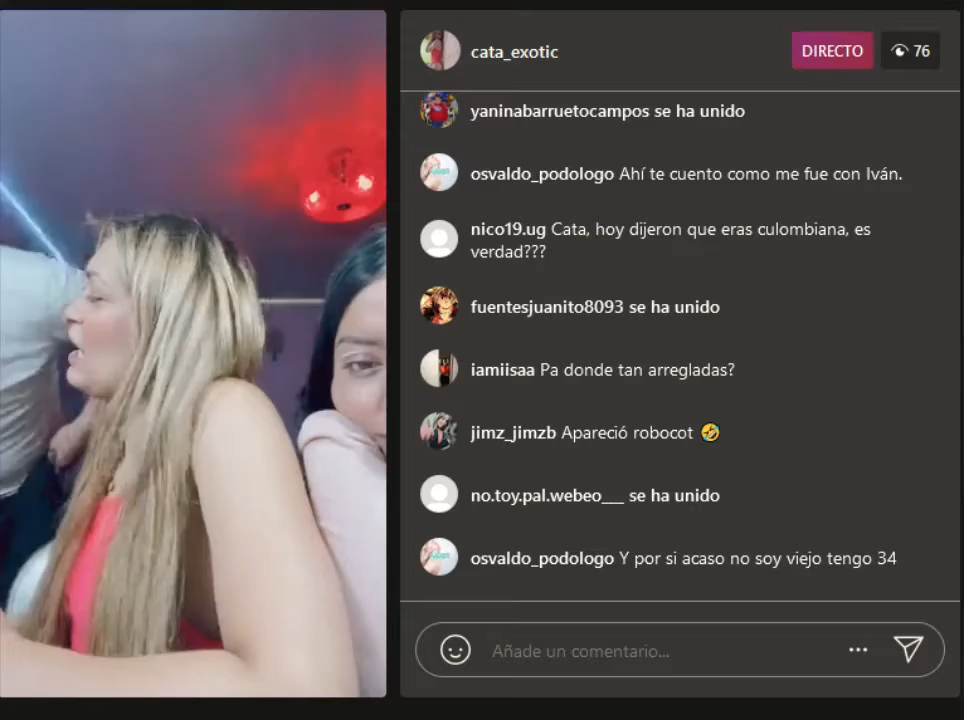 cata_exotic
DIRECTO
76
yaninabarruetocampos se ha unido
osvaldo_podologo Ahí te cuento como me fue con Iván.
nico19.ug Cata, hoy dijeron que eras culombiana, es
verdad???
fuentesjuanito8093 se ha unido
iamiisaa Pa donde tan arregladas?
jimz_jimzb Apareció robocot 🤣
no.toy.pal.webeo___ se ha unido
osvaldo_podologo Y por si acaso no soy viejo tengo 34
Añade un comentario...